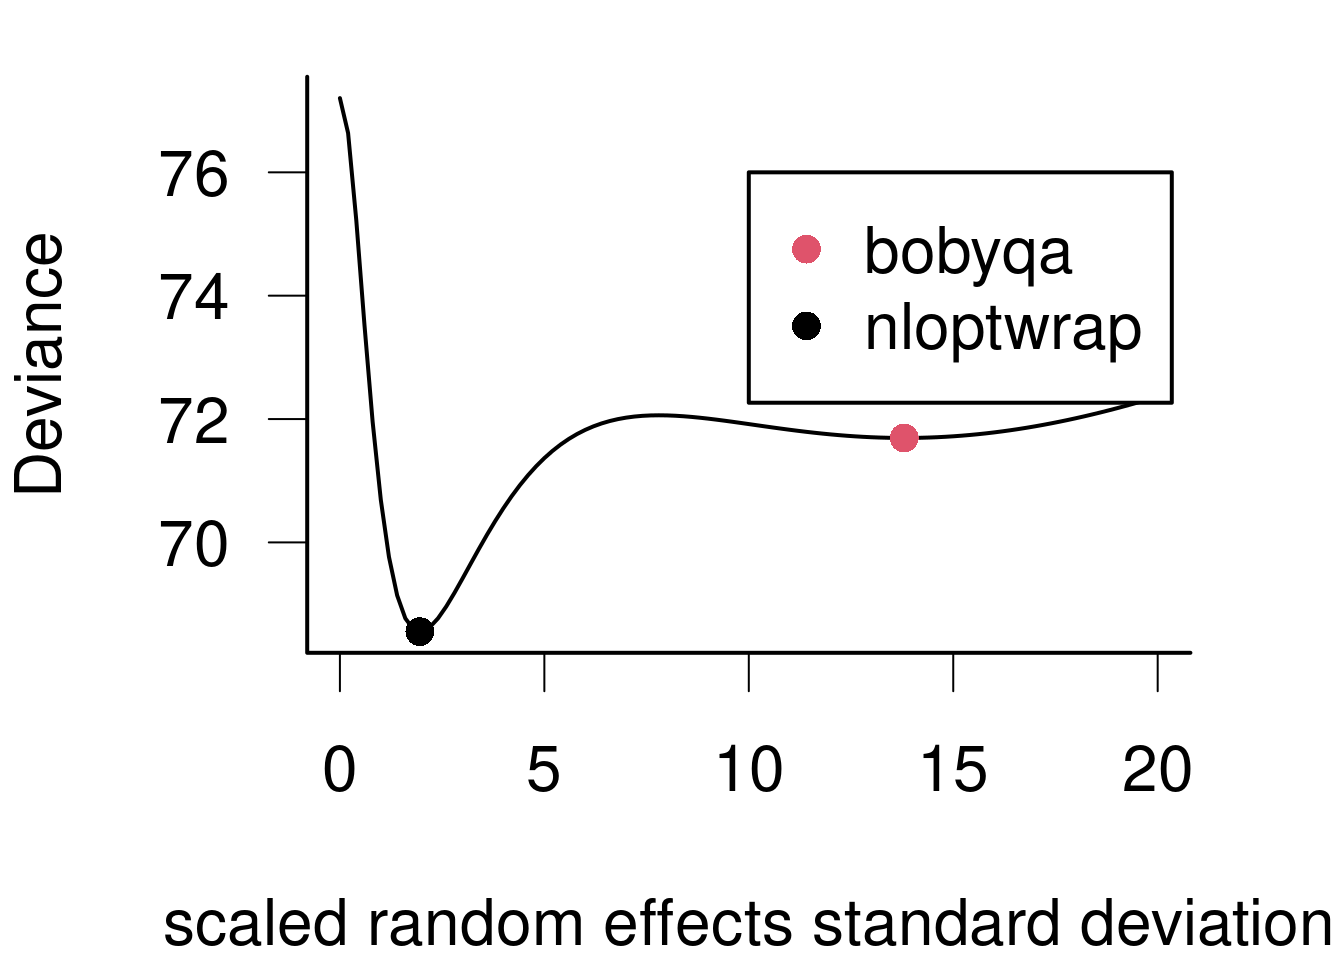 Deviance
76
74
72
70
bobyqa
nloptwrap
0 5 10 15 20
scaled random effects standard deviation